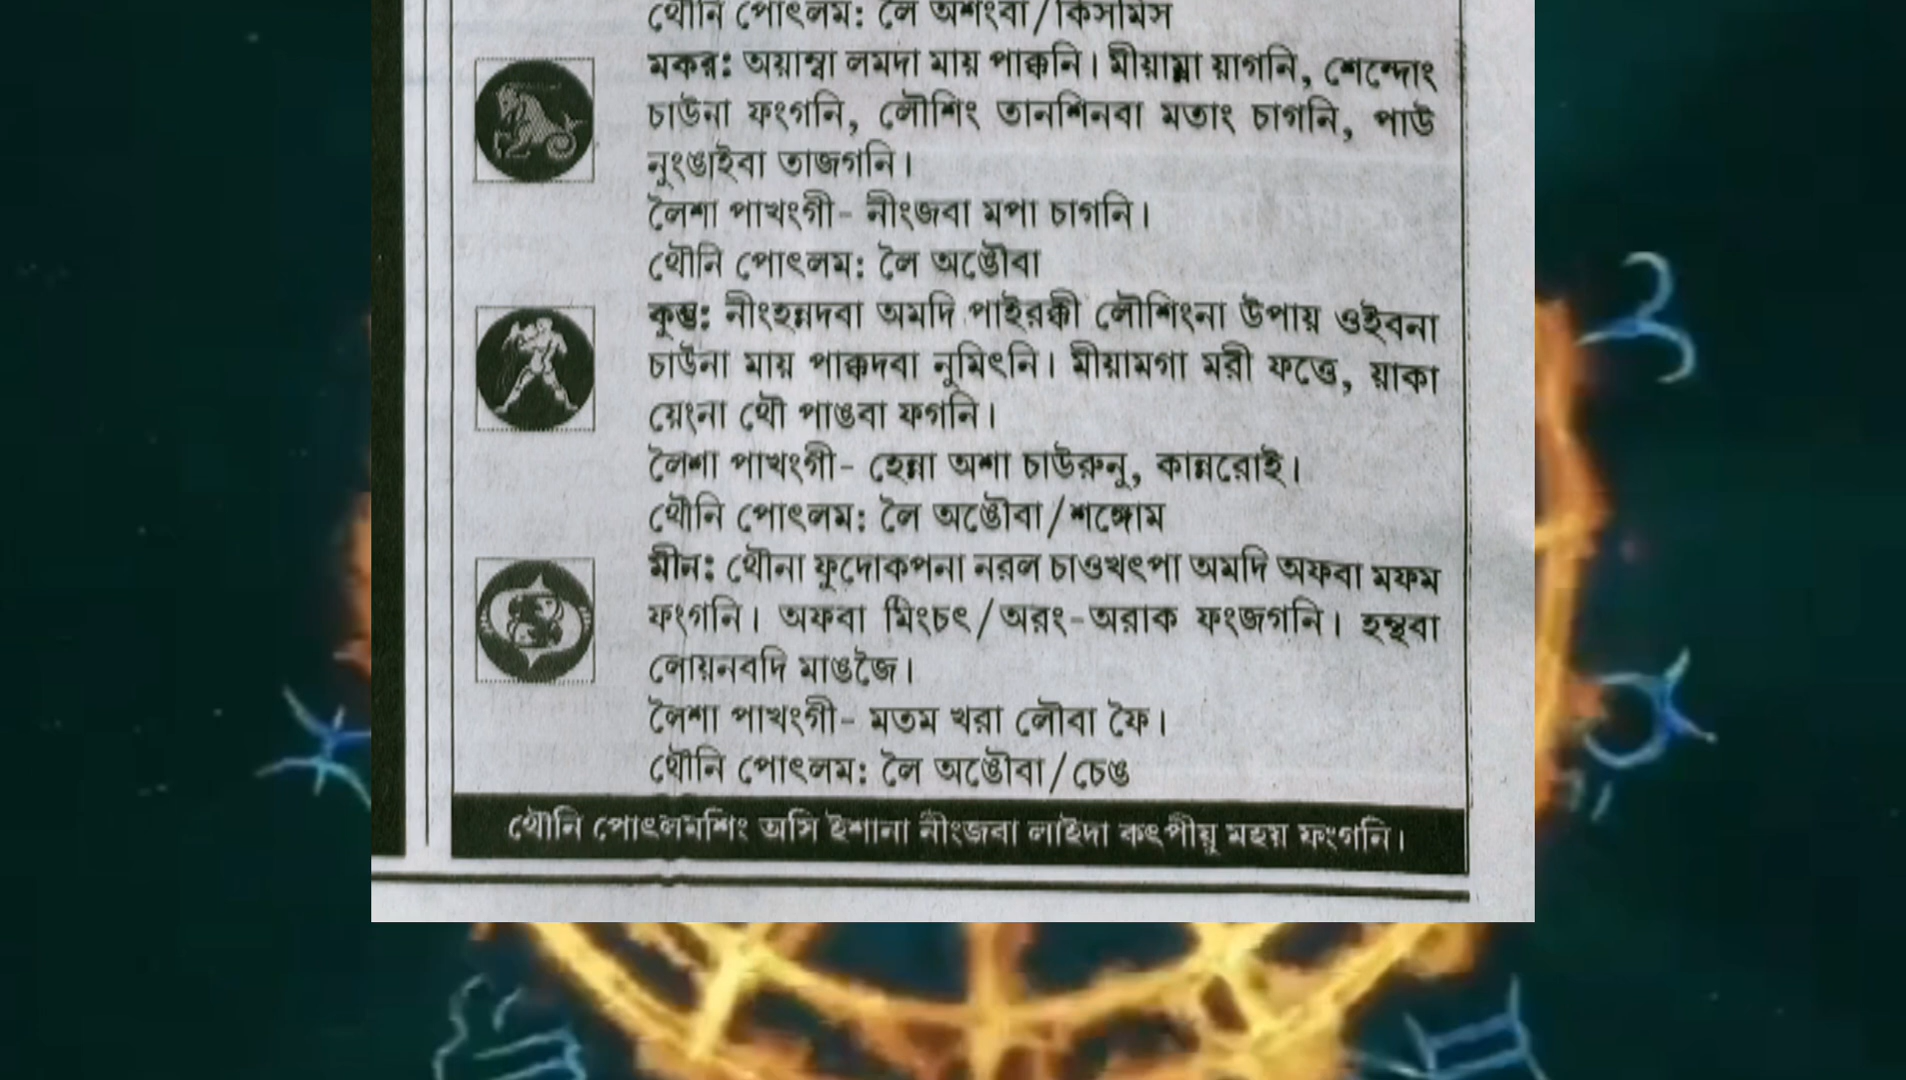 থৌনি পোৎলম: লৈ অশংবা/কিসমিস
মকর: অয়াম্বা লমদা মায় পাক্কনি। মীয়াম্না য়াগনি, শেন্দোং
চাউনা ফংগনি, লৌশিং তানশিনবা মতাং চাগনি, পাউ
নুংঙাইবা তাজগনি।
লৈশা পাখংগী- নীংজবা মপা চাগনি।
থৌনি পোৎলম: লৈ অঙৌবা
কুম্ভ: নীংহন্নদবা অমদি পাইরক্কী লৌশিংনা উপায় ওইবনা
চাউনা মায় পাক্কদবা নুমিৎনি। মীয়ামগা মরী ফত্তে, য়াকা
য়েংনা থৌ পাঙবা ফগনি।
লৈশা পাখংগী- হেন্না অশা চাউরুনু, কান্নরোই।
থৌনি পোৎলম: লৈ অঙৌবা/শঙ্গোম
মীন: থৌনা ফুদোকপনা নরল চাওখৎপা অমদি অফবা মফম
ফংগনি। অফবা মিংচৎ/অরং-অরাক ফংজগনি। হন্থবা
লোয়নবদি মাঙজৈ।
লৈশা পাখংগী- মতম খরা লৌবা ফৈ।
থৌনি পোৎলম: লৈ অঙৌবা/চেঙ
থৌনি পোৎলমশিং অসি ইশানা নীংজবা লাইদা কৎপীয়ু মহয় ফংগনি।